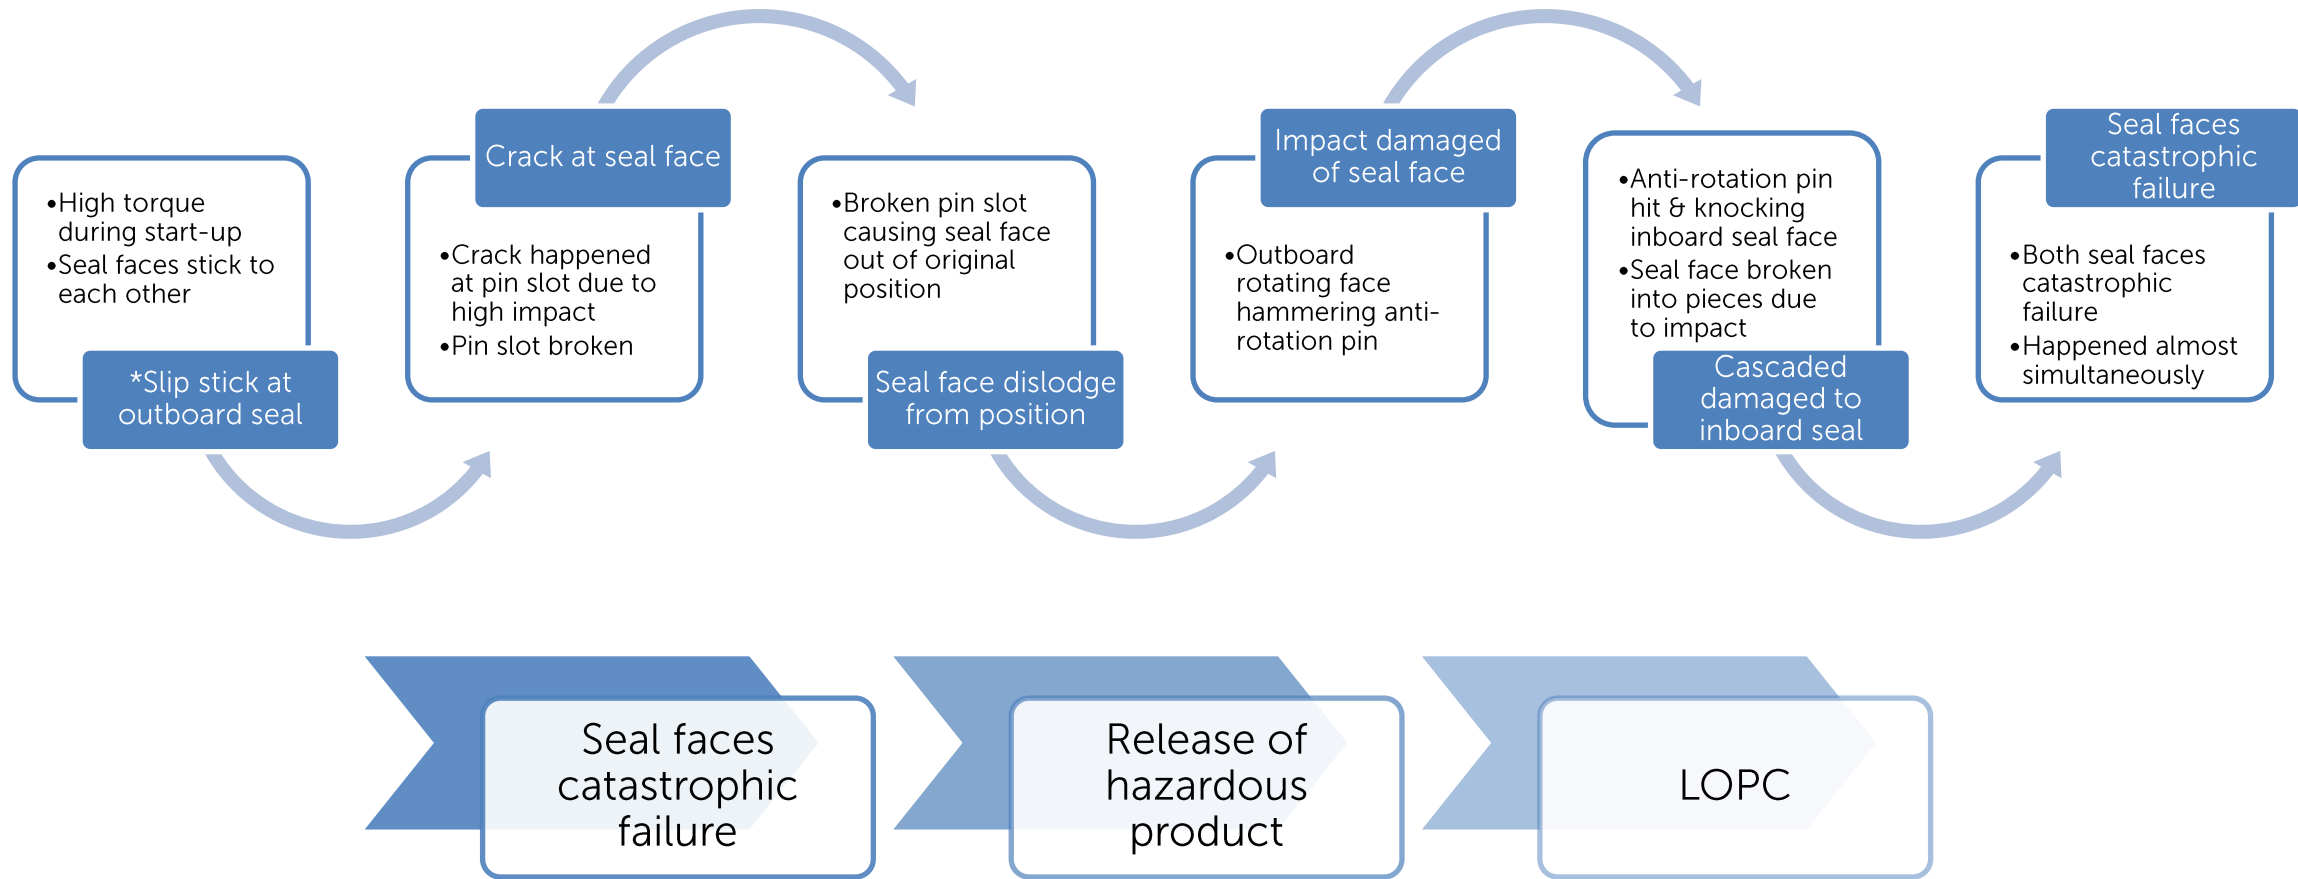 •High torque
during start-up
•Seal faces stick to
each other
*Slip stick at
outboard seal
Crack at seal face
•Crack happened
at pin slot due to
high impact
•Pin slot broken
•Broken pin slot
causing seal face
out of original
position
Seal face dislodge
from position
Impact damaged
of seal face
•Outboard
rotating face
hammering anti-
rotation pin
•Anti-rotation pin
hit & knocking
inboard seal face
•Seal face broken
into pieces due
to impact
Cascaded
damaged to
inboard seal
Seal faces
catastrophic
failure
•Both seal faces
catastrophic
failure
•Happened almost
simultaneously
Seal faces
catastrophic
failure
Release of
hazardous
product
LOPC